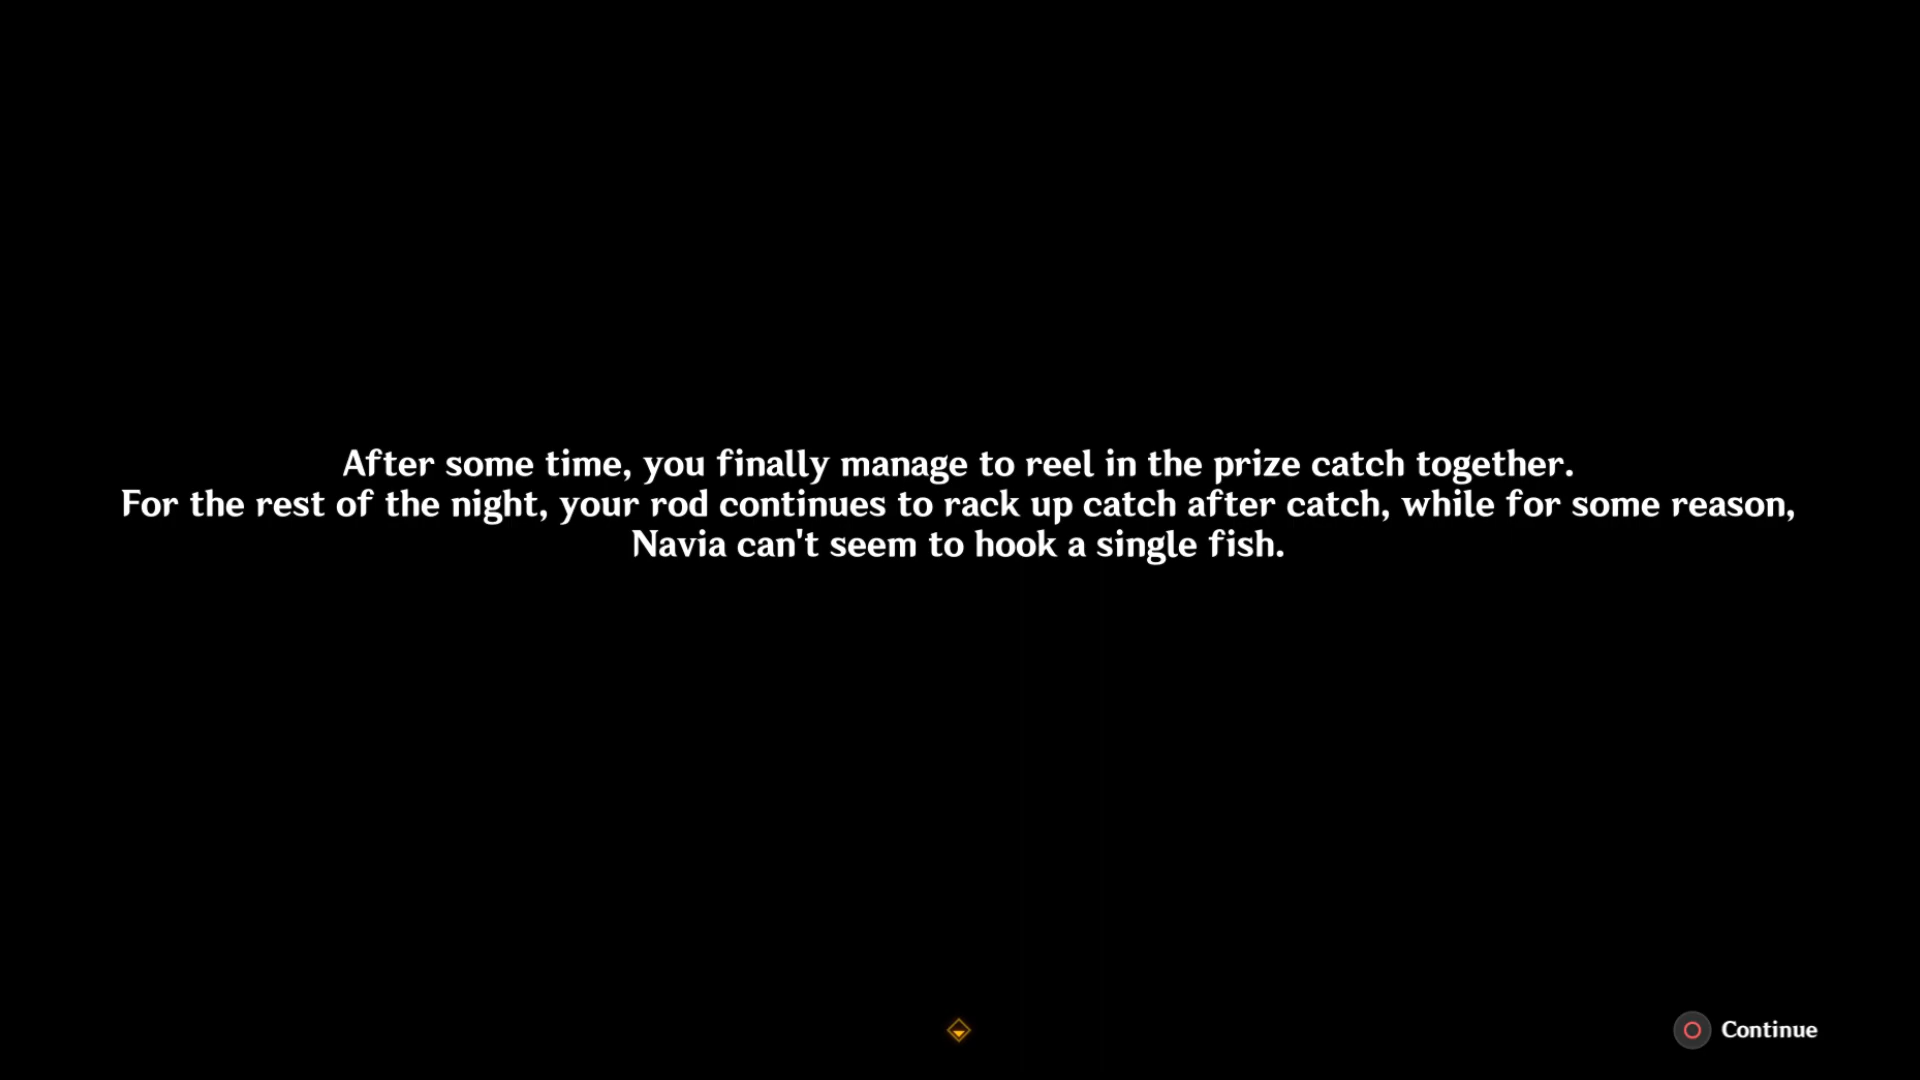 After some time, you finally manage to reel in the prize catch together.
For the rest of the night, your rod continues to rack up catch after catch, while for some reason,
Navia can't seem to hook a single fish.
Continue